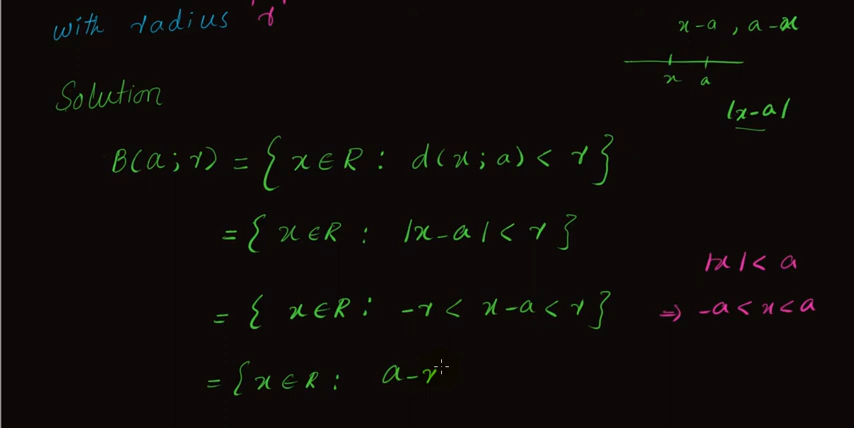 with radius "r"
x-a, a-x
x a
|x-a|
Solution
B(a;r) = { x∈R : d(x;a) < r }
= { x∈R : |x-a| < r }
|x| < a
= { x∈R : -r < x-a < r }
⇒ -a < x < a
= { x∈R : a-r